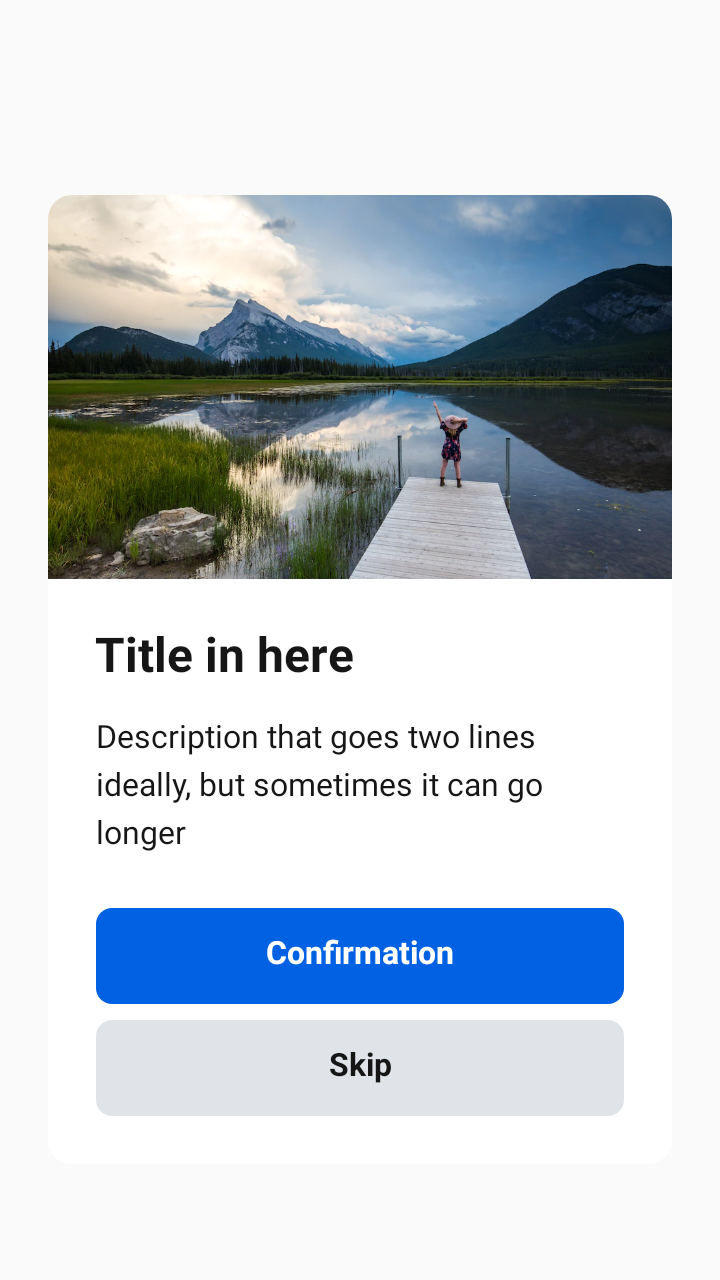 Title in here
Description that goes two lines
ideally, but sometimes it can go
longer
Confirmation
Skip